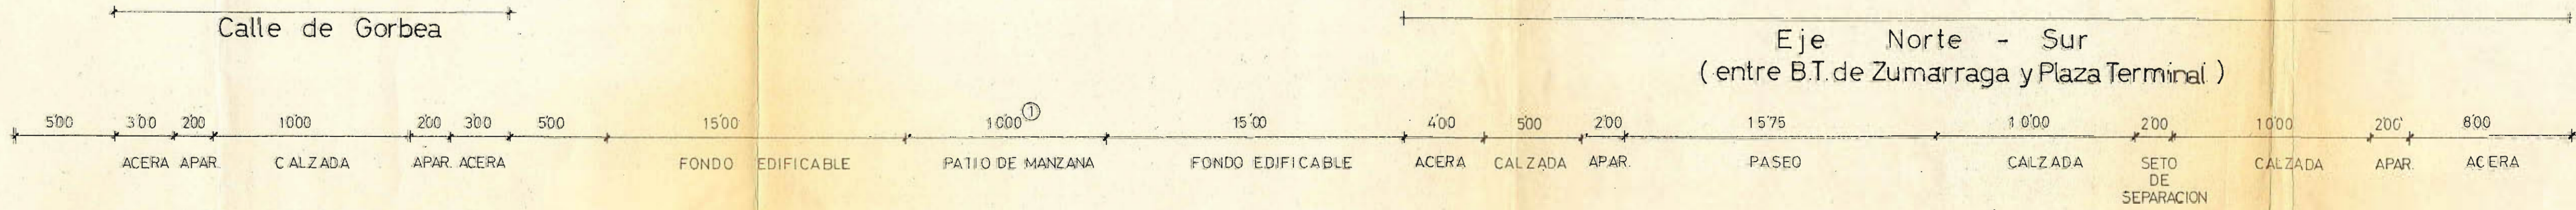 Calle de Gorbea
Eje Norte - Sur
(entre B.T. de Zumarraga y Plaza Terminal)
5'00 3'00 2'00 10'00 2'00 3'00 5'00 15'00 10'00 ① 15'00 4'00 5'00 2'00 15'75 10'00 2'00 10'00 2'00 8'00
ACERA APAR. CALZADA APAR. ACERA FONDO EDIFICABLE PATIO DE MANZANA FONDO EDIFICABLE ACERA CALZADA APAR. PASEO CALZADA SETO CALZADA APAR. ACERA
DE
SEPARACION